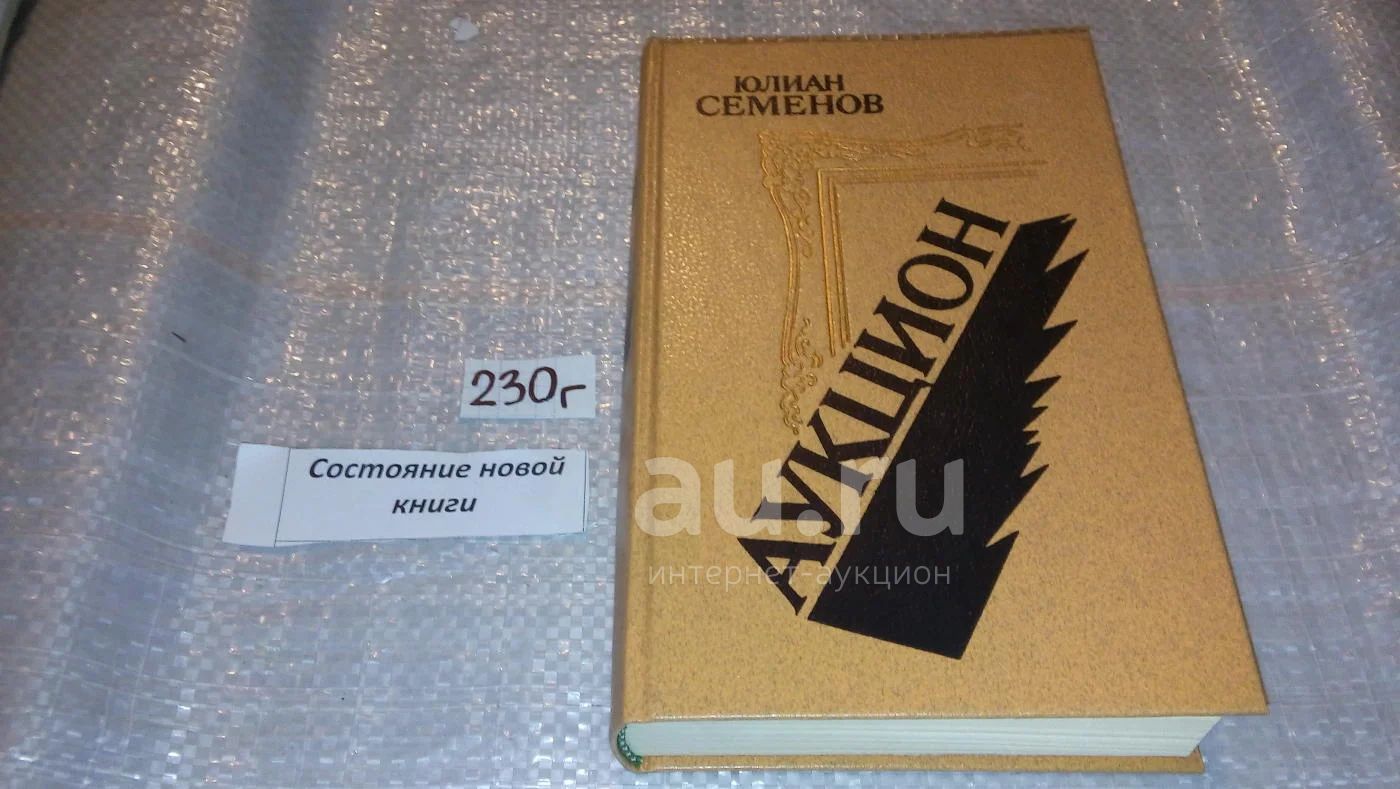 ЮЛИАН
СЕМЕНОВ
АУКЦИОН
230г
Состояние новой
книги
au.ru
интернет-аукцион